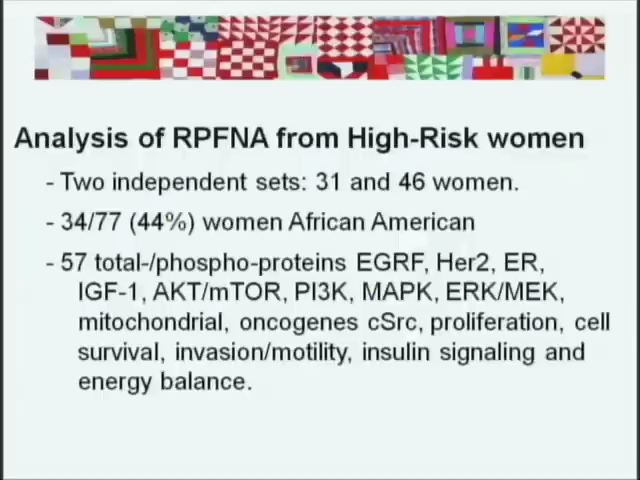 Analysis of RPFNA from High-Risk women
- Two independent sets: 31 and 46 women.
- 34/77 (44%) women African American
- 57 total-/phospho-proteins EGRF, Her2, ER,
IGF-1, AKT/mTOR, PI3K, MAPK, ERK/MEK,
mitochondrial, oncogenes cSrc, proliferation, cell
survival, invasion/motility, insulin signaling and
energy balance.